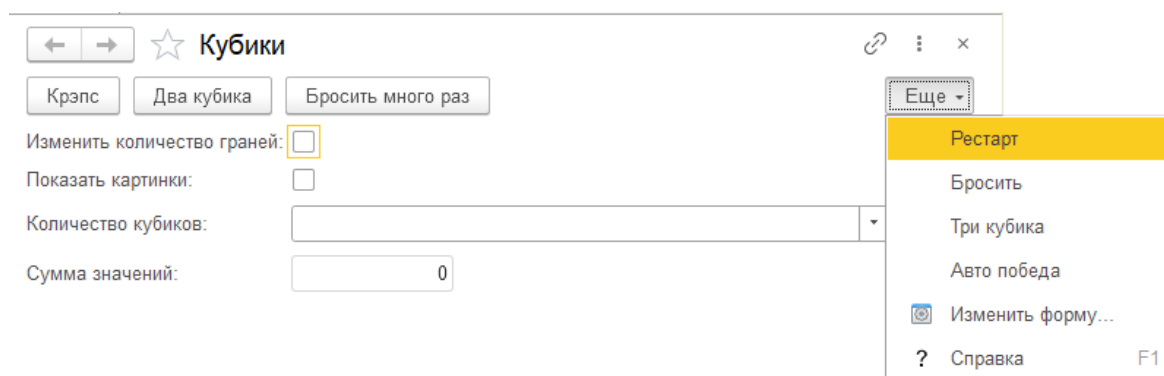 Кубики
Крэпс Два кубика Бросить много раз Еще
Изменить количество граней:
Показать картинки:
Количество кубиков:
Сумма значений: 0
Рестарт
Бросить
Три кубика
Авто победа
Изменить форму...
? Справка F1